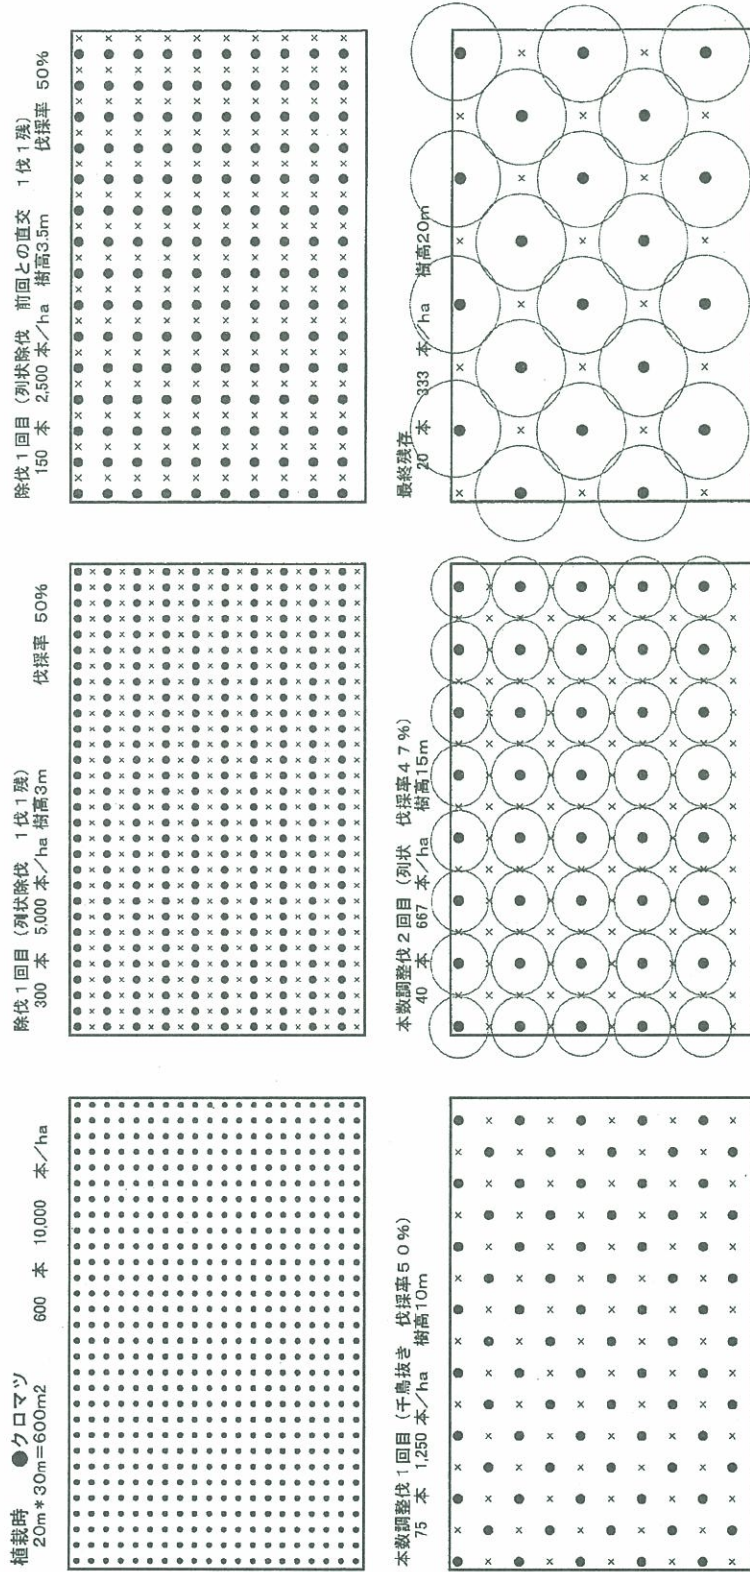 植栽時　●クロマツ
20m*30m=600m2　600　本　10,000　本/ha
除伐1回目（列状除伐　1伐1残）
300　本　5,000　本/ha 樹高3m　伐採率　50%
除伐1回目（列状除伐　前回との直交　1伐1残）
150　本　2,500　本/ha　樹高3.5m　伐採率　50%
本数調整伐1回目（千鳥抜き　伐採率50%）
75　本　1,250　本/ha　樹高10m
本数調整伐2回目（列状　伐採率47%）
40　本　667　本/ha　樹高15m
最終残存
20　本　333　本/ha　樹高20m